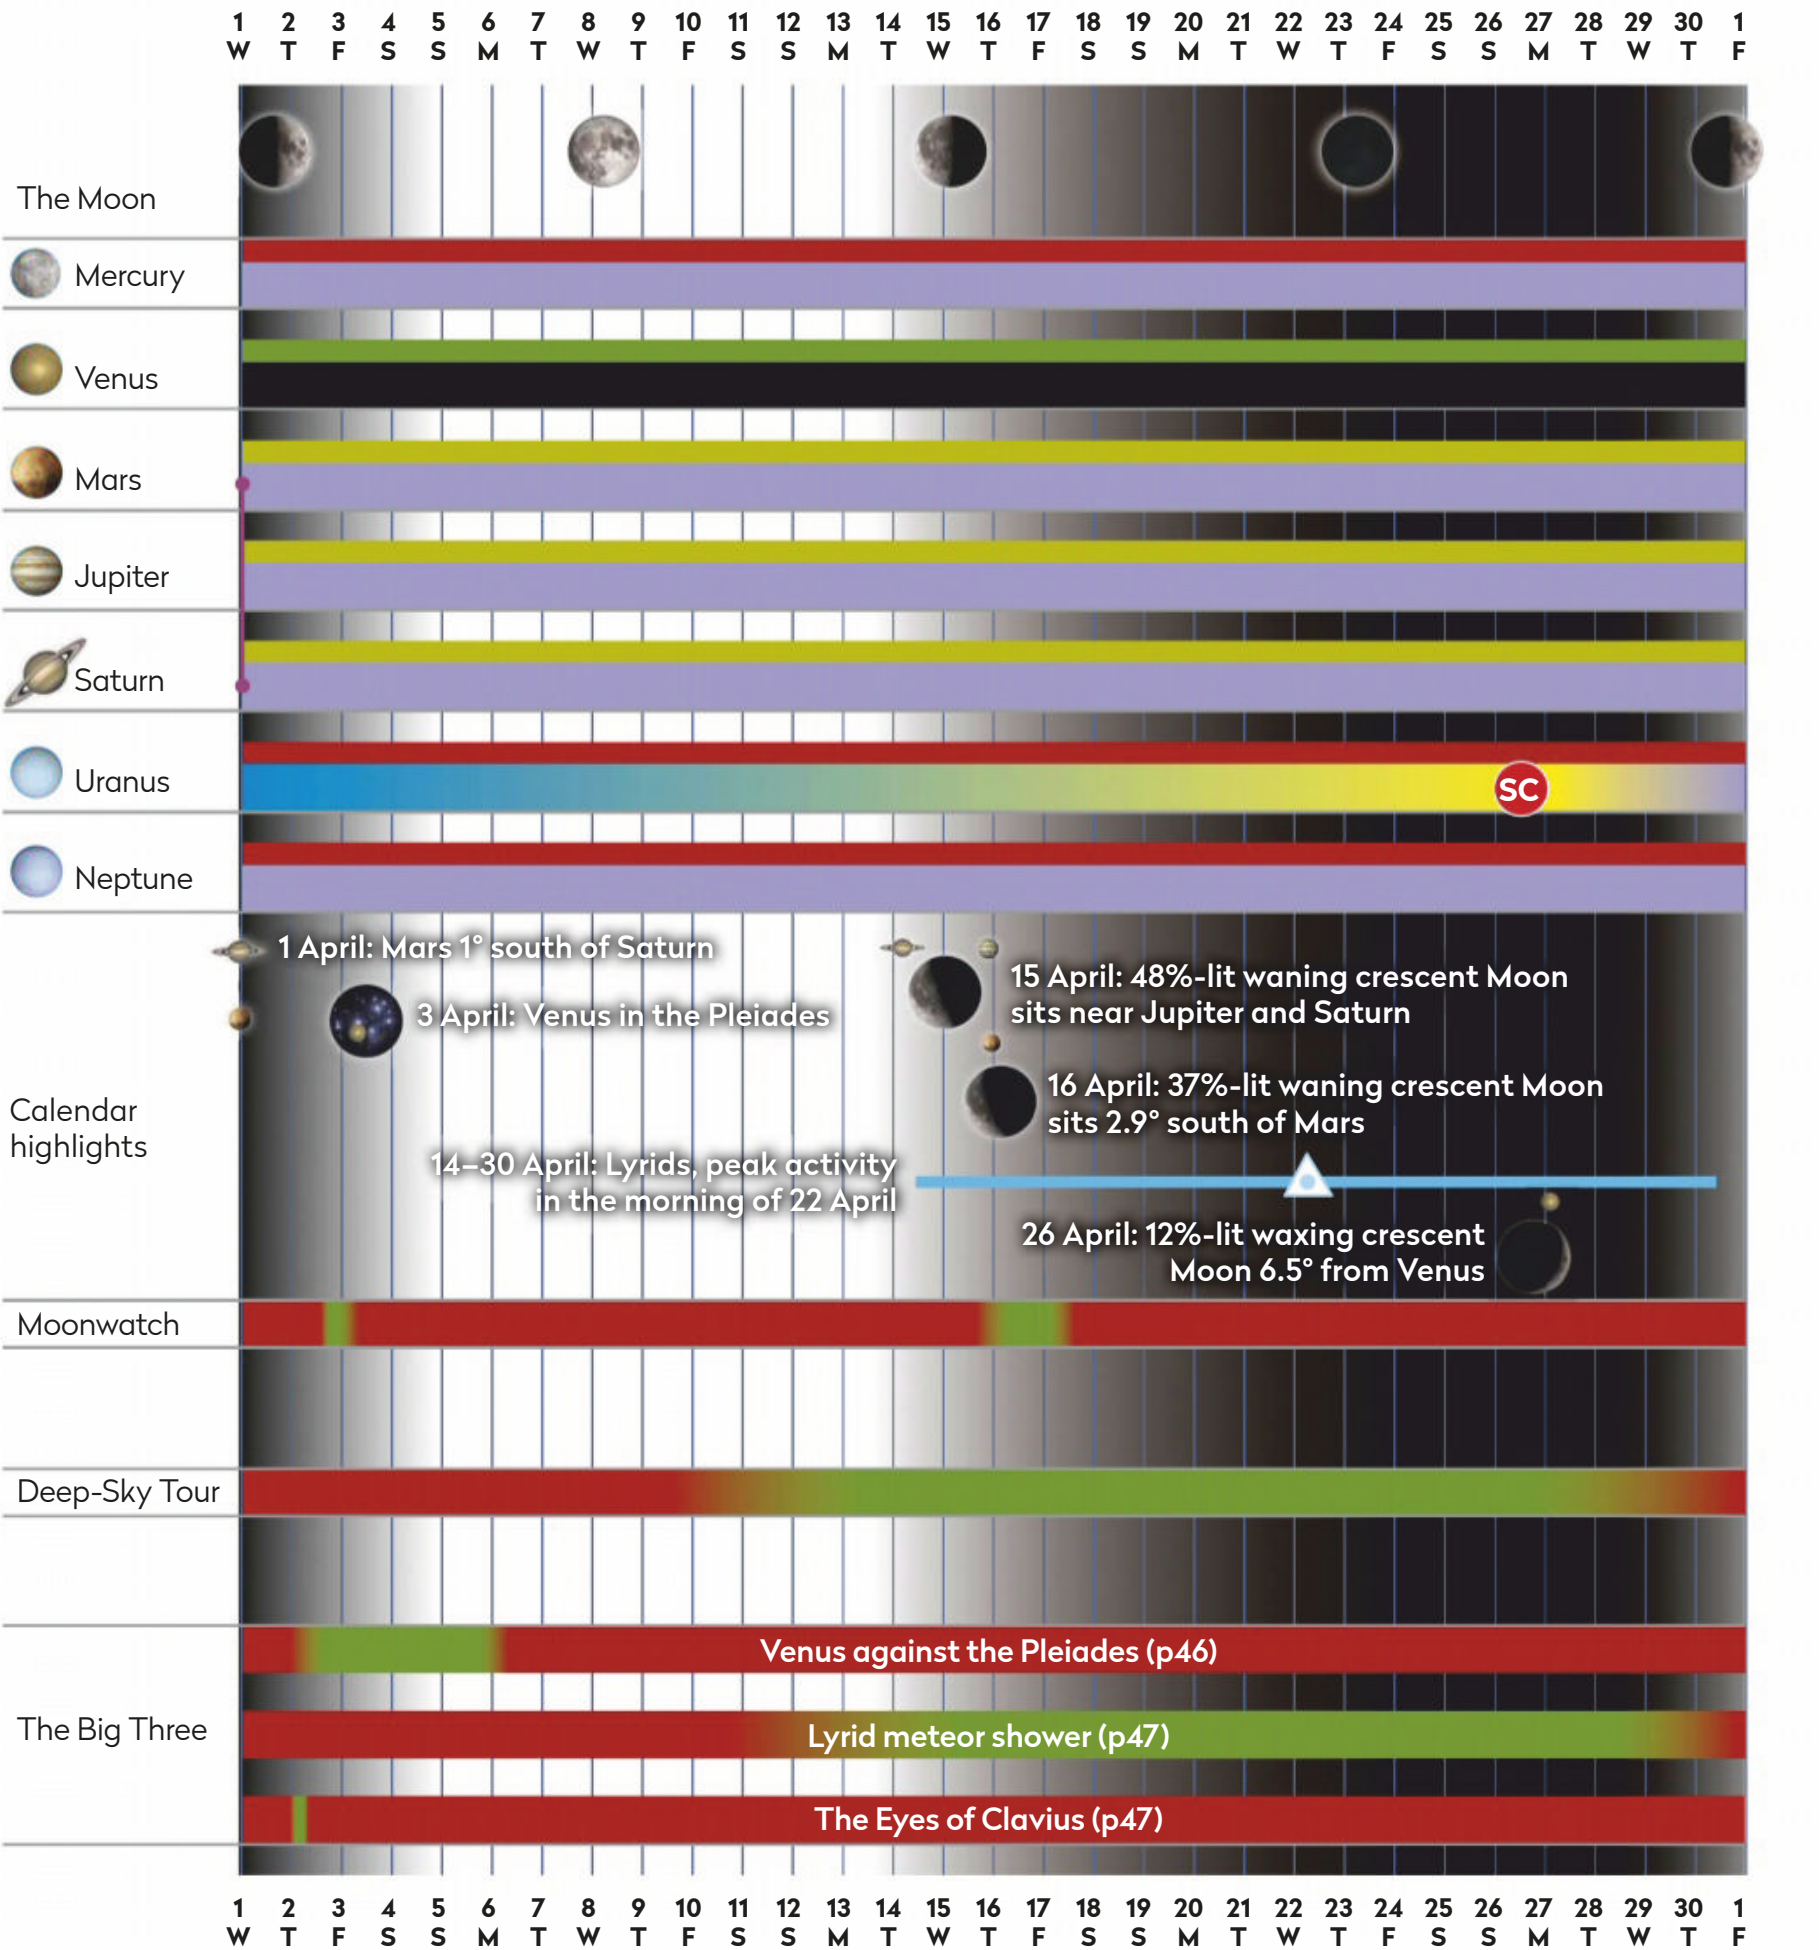 1 2 3 4 5 6 7 8 9 10 11 12 13 14 15 16 17 18 19 20 21 22 23 24 25 26 27 28 29 30 1
W T F S S M T W T F S S M T W T F S S M T W T F S S M T W T F
The Moon
Mercury
Venus
Mars
Jupiter
Saturn
Uranus
SC
Neptune
1 April: Mars 1° south of Saturn
3 April: Venus in the Pleiades
15 April: 48%-lit waning crescent Moon
sits near Jupiter and Saturn
Calendar
highlights
16 April: 37%-lit waning crescent Moon
sits 2.9° south of Mars
14–30 April: Lyrids, peak activity
in the morning of 22 April
26 April: 12%-lit waxing crescent
Moon 6.5° from Venus
Moonwatch
Deep-Sky Tour
The Big Three
Venus against the Pleiades (p46)
Lyrid meteor shower (p47)
The Eyes of Clavius (p47)
1 2 3 4 5 6 7 8 9 10 11 12 13 14 15 16 17 18 19 20 21 22 23 24 25 26 27 28 29 30 1
W T F S S M T W T F S S M T W T F S S M T W T F S S M T W T F